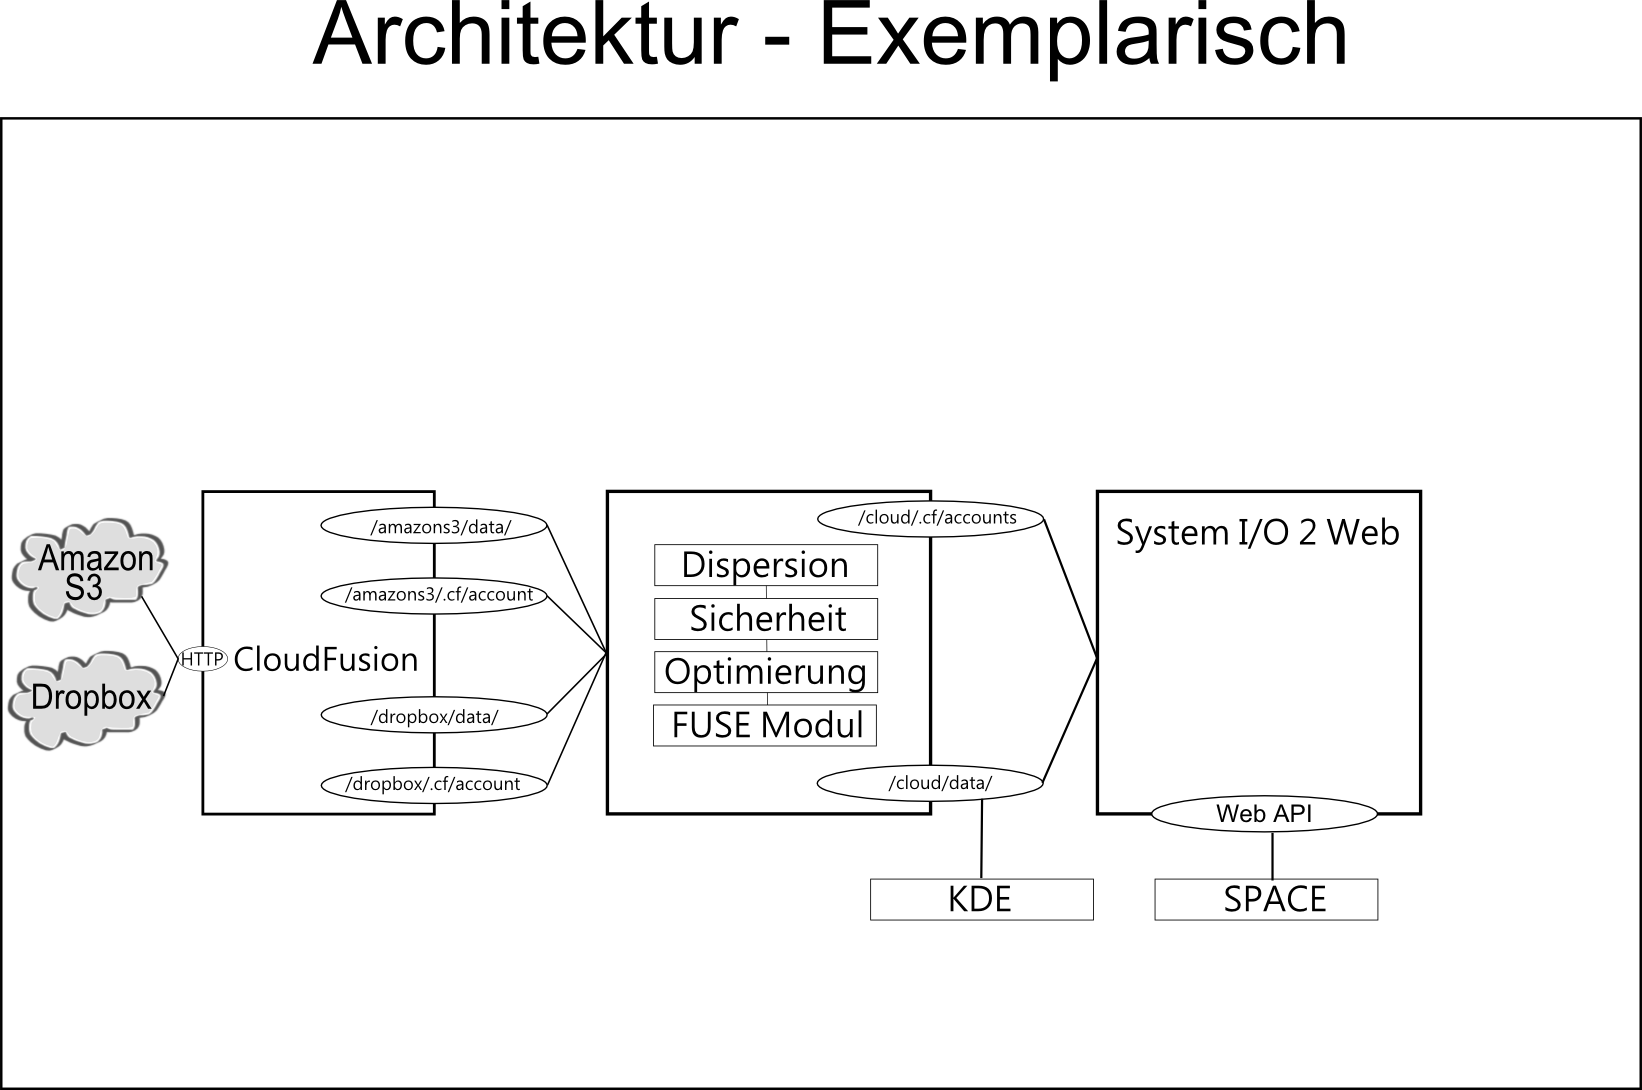 Architektur - Exemplarisch
Amazon
S3
Dropbox
HTTP
CloudFusion
/amazons3/data/
/amazons3/.cf/account
/dropbox/data/
/dropbox/.cf/account
Dispersion
Sicherheit
Optimierung
FUSE Modul
/cloud/.cf/accounts
/cloud/data/
KDE
System I/O 2 Web
Web API
SPACE